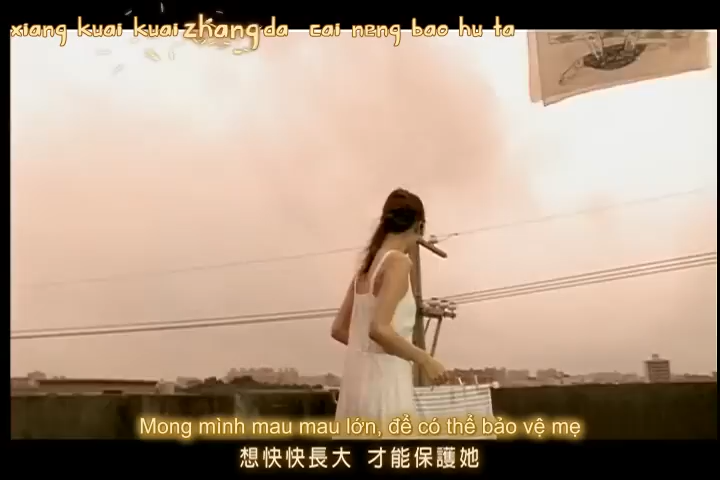 xiang kuai kuai zhang da cai neng bao hu ta
Mong mình mau mau lớn, để có thể bảo vệ mẹ
想快快長大 才能保護她